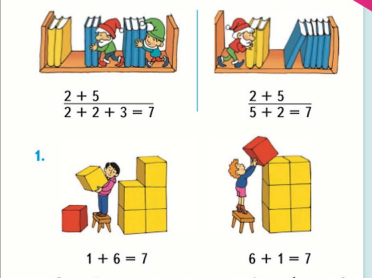 2 + 5
2 + 2 + 3 = 7
2 + 5
5 + 2 = 7
1.
1 + 6 = 7
6 + 1 = 7